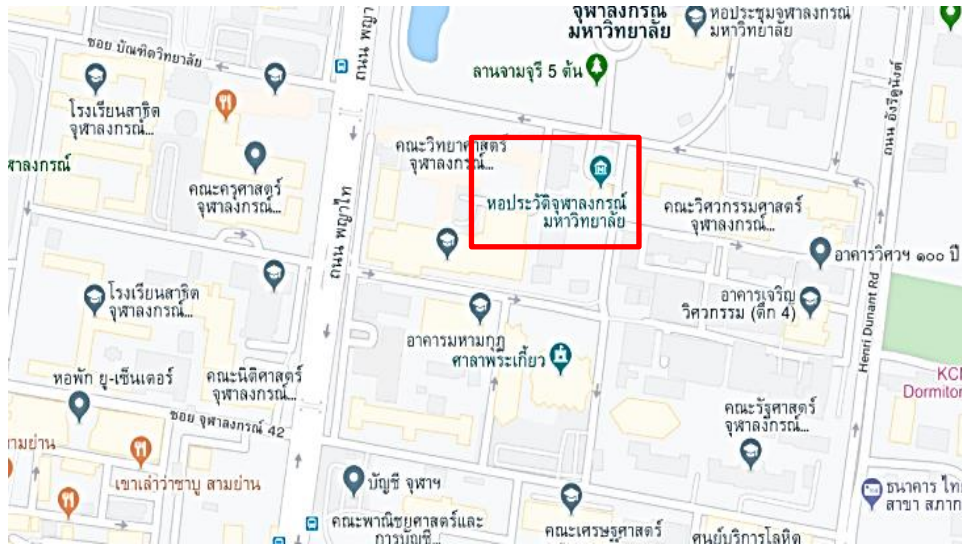 จุฬาลงกรณ์
มหาวิทยาลัย
หอประชุมจุฬาลงกรณ์
มหาวิทยาลัย
ซอย บัณฑิตวิทยาลัย
ถนน พญา
ลานจามจุรี 5 ต้น
ถนน อังรีดูนังต์
โรงเรียนสาธิต
จุฬาลงกรณ์...
คณะวิทยาศาสตร์
จุฬาลงกรณ์...
ฬาลงกรณ์
คณะครุศาสตร์
จุฬาลงกรณ์...
หอประวัติจุฬาลงกรณ์
มหาวิทยาลัย
คณะวิศวกรรมศาสตร์
จุฬาลงกรณ์...
ถนน พญาไท
อาคารวิศวฯ ๑๐๐ ปี
โรงเรียนสาธิต
จุฬาลงกรณ์...
อาคารเจริญ
วิศวกรรม (ตึก 4)
Henri Dunant Rd
อาคารมหามกุฏ
ศาลาพระเกี้ยว
หอพัก ยู-เซ็นเตอร์
คณะนิติศาสตร์
จุฬาลงกรณ์...
KCM
Dormitor
ซอย จุฬาลงกรณ์ 42
คณะรัฐศาสตร์
จุฬาลงกรณ์...
ามย่าน
เขาเล่าว่าชาบู สามย่าน
บัญชี จุฬาฯ
ธนาคาร ไท
สาขา สภาก
คณะพาณิชยศาสตร์และ
การบัญชี...
คณะเศรษฐศาสตร์
ศูนย์บริการโลหิต